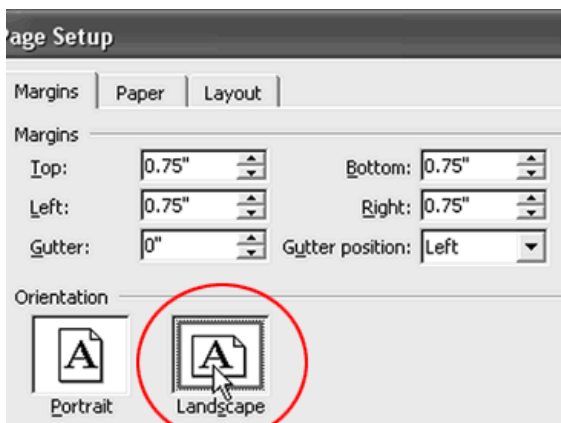 Page Setup
Margins Paper Layout
Margins
Top: 0.75" Bottom: 0.75"
Left: 0.75" Right: 0.75"
Gutter: 0" Gutter position: Left
Orientation
A A
Portrait Landscape